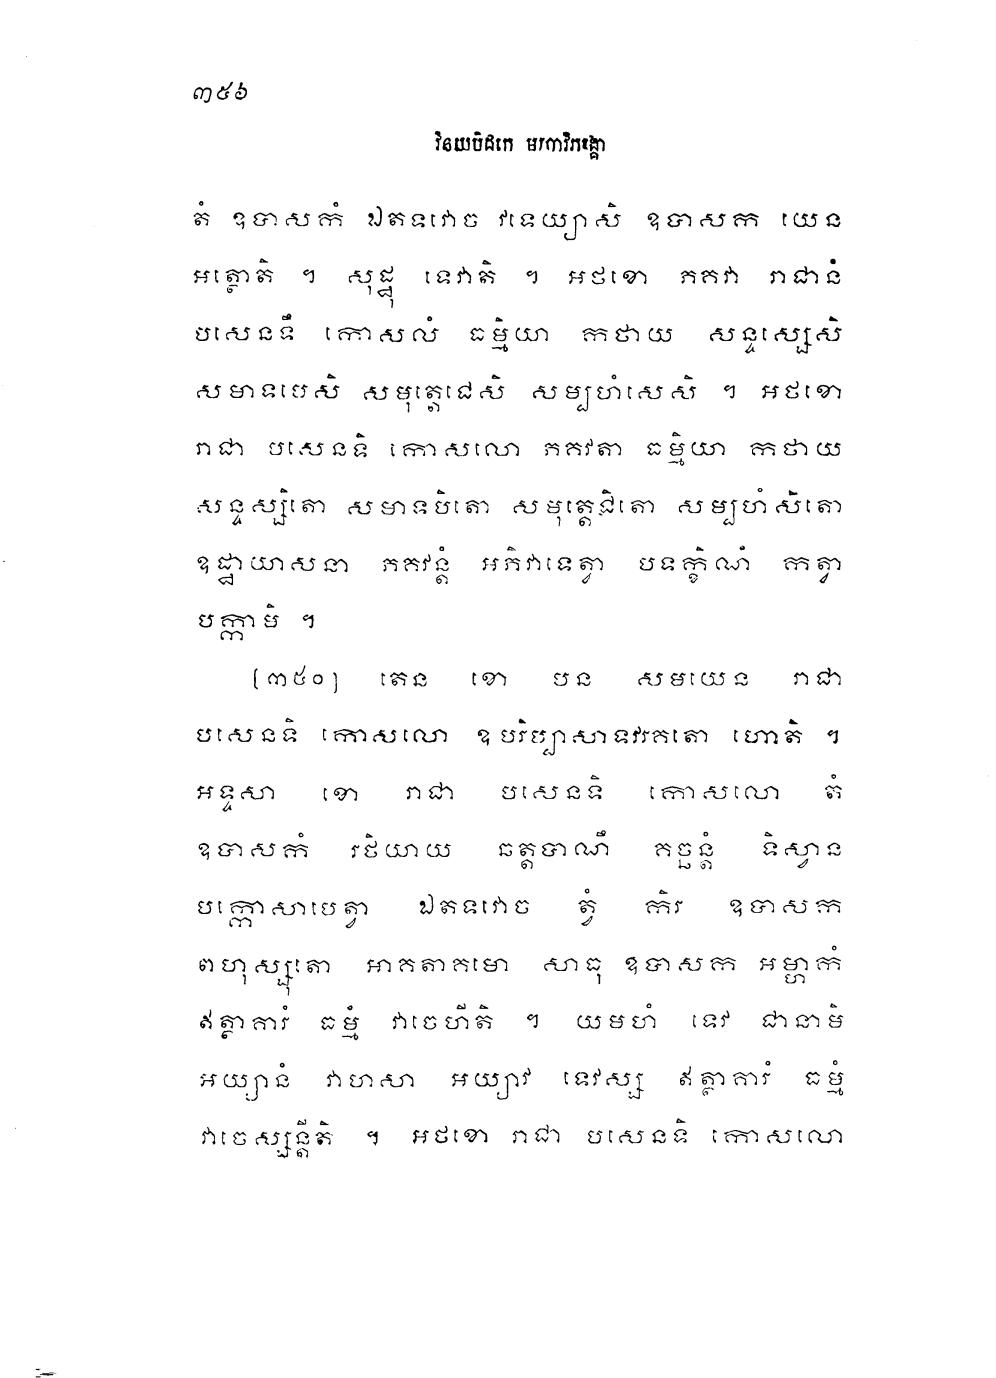 ៣៥៦
វិនយបិដកេ មហាវិភង្គោ
តំ ឧបាសកំ ឯតទវោច វទេយ្យាសិ ឧបាសក យេន
អត្ថោតិ ។ សុដ្ឋុ ទេវាតិ ។ អថខោ ភគវា រាជានំ
បសេនទឹ កោសលំ ធម្មិយា កថាយ សន្ទស្សេសិ
សមាទបេសិ សមុត្តេជេសិ សម្បហំសេសិ ។ អថខោ
រាជា បសេនទិ កោសលោ ភគវតា ធម្មិយា កថាយ
សន្ទស្សិតោ សមាទបិតោ សមុត្តេជិតោ សម្បហំសិតោ
ឧដ្ឋាយាសនា ភគវន្តំ អភិវាទេត្វា បទក្ខិណំ កត្វា
បក្កាមិ ។
(៣៥០) តេន ខោ បន សមយេន រាជា
បសេនទិ កោសលោ ឧបរិប្បាសាទវរគតោ ហោតិ ។
អទ្ទសា ខោ រាជា បសេនទិ កោសលោ តំ
ឧបាសកំ រថិយាយ ឆត្តបាណឹ គច្ឆន្តំ ទិស្វាន
បក្កោសាបេត្វា ឯតទវោច ត្វំ កិរ ឧបាសក
ពហុស្សុតោ អាគតាគមោ សាធុ ឧបាសក អម្ហាកំ
ឥត្ថាគារំ ធម្មំ វាចេហីតិ ។ យមហំ ទេវ ជានាមិ
អយ្យានំ វាហសា អយ្យាវ ទេវស្ស ឥត្ថាគារំ ធម្មំ
វាចេស្សន្តីតិ ។ អថខោ រាជា បសេនទិ កោសលោ